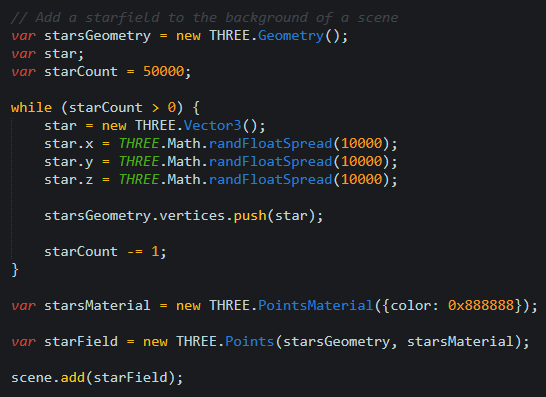 // Add a starfield to the background of a scene
var starsGeometry = new THREE.Geometry();
var star;
var starCount = 50000;
while (starCount > 0) {
star = new THREE.Vector3();
star.x = THREE.Math.randFloatSpread(10000);
star.y = THREE.Math.randFloatSpread(10000);
star.z = THREE.Math.randFloatSpread(10000);
starsGeometry.vertices.push(star);
starCount -= 1;
}
var starsMaterial = new THREE.PointsMaterial({color: 0x888888});
var starField = new THREE.Points(starsGeometry, starsMaterial);
scene.add(starField);